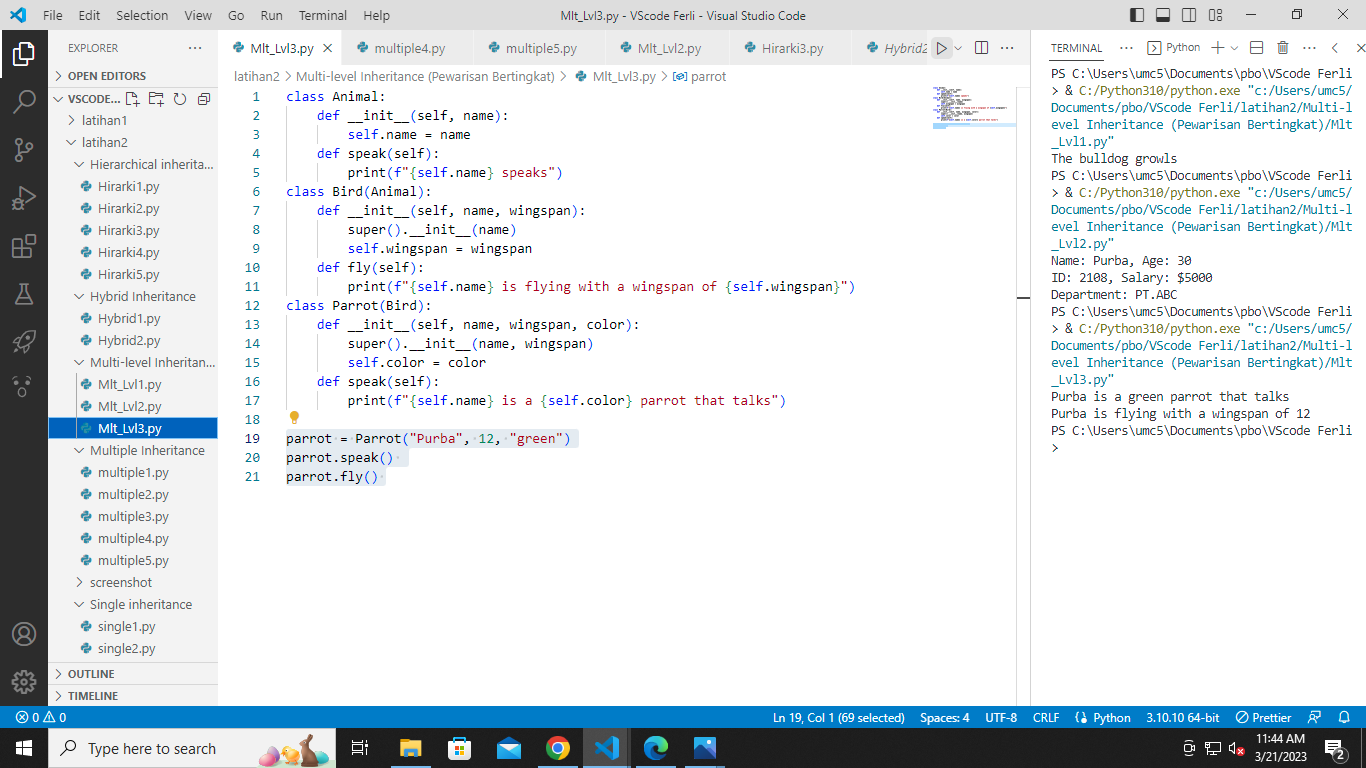 File Edit Selection View Go Run Terminal Help
Mlt_Lvl3.py - VScode Ferli - Visual Studio Code
EXPLORER
OPEN EDITORS
VSCODE...
latihan1
latihan2
Hierarchical inherita...
Hirarki1.py
Hirarki2.py
Hirarki3.py
Hirarki4.py
Hirarki5.py
Hybrid Inheritance
Hybrid1.py
Hybrid2.py
Multi-level Inheritan...
Mlt_Lvl1.py
Mlt_Lvl2.py
Mlt_Lvl3.py
Multiple Inheritance
multiple1.py
multiple2.py
multiple3.py
multiple4.py
multiple5.py
screenshot
Single inheritance
single1.py
single2.py
OUTLINE
TIMELINE
Mlt_Lvl3.py multiple4.py multiple5.py Mlt_Lvl2.py Hirarki3.py Hybrid2
latihan2 > Multi-level Inheritance (Pewarisan Bertingkat) > Mlt_Lvl3.py > parrot
1 class Animal:
2     def __init__(self, name):
3         self.name = name
4     def speak(self):
5         print(f"{self.name} speaks")
6 class Bird(Animal):
7     def __init__(self, name, wingspan):
8         super().__init__(name)
9         self.wingspan = wingspan
10     def fly(self):
11         print(f"{self.name} is flying with a wingspan of {self.wingspan}")
12 class Parrot(Bird):
13     def __init__(self, name, wingspan, color):
14         super().__init__(name, wingspan)
15         self.color = color
16     def speak(self):
17         print(f"{self.name} is a {self.color} parrot that talks")
18
19 parrot = Parrot("Purba", 12, "green")
20 parrot.speak()
21 parrot.fly()
TERMINAL
Python
PS C:\Users\umc5\Documents\pbo\VScode Ferli
> & C:/Python310/python.exe "c:/Users/umc5/
Documents/pbo/VScode Ferli/latihan2/Multi-l
evel Inheritance (Pewarisan Bertingkat)/Mlt
_Lvl1.py"
The bulldog growls
PS C:\Users\umc5\Documents\pbo\VScode Ferli
> & C:/Python310/python.exe "c:/Users/umc5/
Documents/pbo/VScode Ferli/latihan2/Multi-l
evel Inheritance (Pewarisan Bertingkat)/Mlt
_Lvl2.py"
Name: Purba, Age: 30
ID: 2108, Salary: $5000
Department: PT.ABC
PS C:\Users\umc5\Documents\pbo\VScode Ferli
> & C:/Python310/python.exe "c:/Users/umc5/
Documents/pbo/VScode Ferli/latihan2/Multi-l
evel Inheritance (Pewarisan Bertingkat)/Mlt
_Lvl3.py"
Purba is a green parrot that talks
Purba is flying with a wingspan of 12
PS C:\Users\umc5\Documents\pbo\VScode Ferli
>
0 0
Ln 19, Col 1 (69 selected) Spaces: 4 UTF-8 CRLF Python 3.10.10 64-bit Prettier
Type here to search
11:44 AM
3/21/2023
2